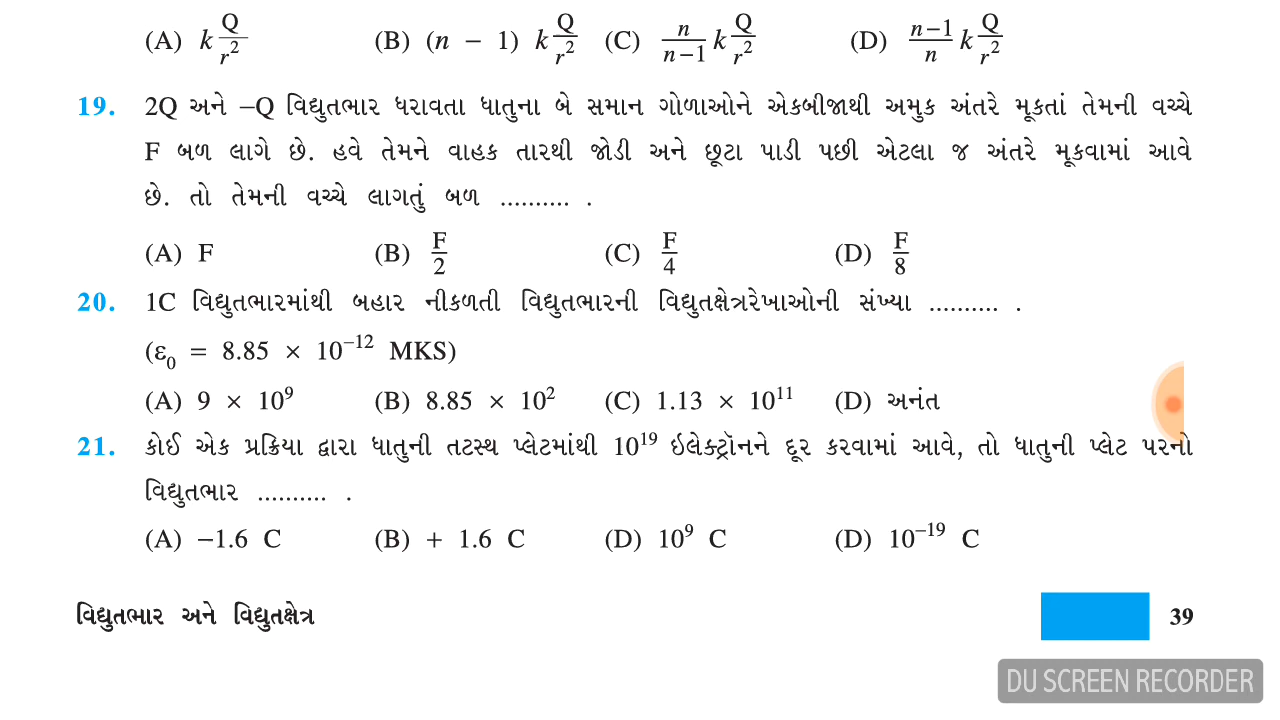 (A) k Q/r² (B) (n − 1) k Q/r² (C) n/n−1 k Q/r² (D) n−1/n k Q/r²
19. 2Q અને −Q વિદ્યુતભાર ધરાવતા ધાતુના બે સમાન ગોળાઓને એકબીજાથી અમુક અંતરે મૂકતાં તેમની વચ્ચે
F બળ લાગે છે. હવે તેમને વાહક તારથી જોડી અને છૂટા પાડી પછી એટલા જ અંતરે મૂકવામાં આવે
છે. તો તેમની વચ્ચે લાગતું બળ .......... .
(A) F (B) F/2 (C) F/4 (D) F/8
20. 1C વિદ્યુતભારમાંથી બહાર નીકળતી વિદ્યુતભારની વિદ્યુતક્ષેત્રરેખાઓની સંખ્યા .......... .
(ε₀ = 8.85 × 10⁻¹² MKS)
(A) 9 × 10⁹ (B) 8.85 × 10² (C) 1.13 × 10¹¹ (D) અનંત
21. કોઈ એક પ્રક્રિયા દ્વારા ધાતુની તટસ્થ પ્લેટમાંથી 10¹⁹ ઇલેક્ટ્રૉનને દૂર કરવામાં આવે, તો ધાતુની પ્લેટ પરનો
વિદ્યુતભાર .......... .
(A) −1.6 C (B) + 1.6 C (D) 10⁹ C (D) 10⁻¹⁹ C
વિદ્યુતભાર અને વિદ્યુતક્ષેત્ર 39
DU SCREEN RECORDER